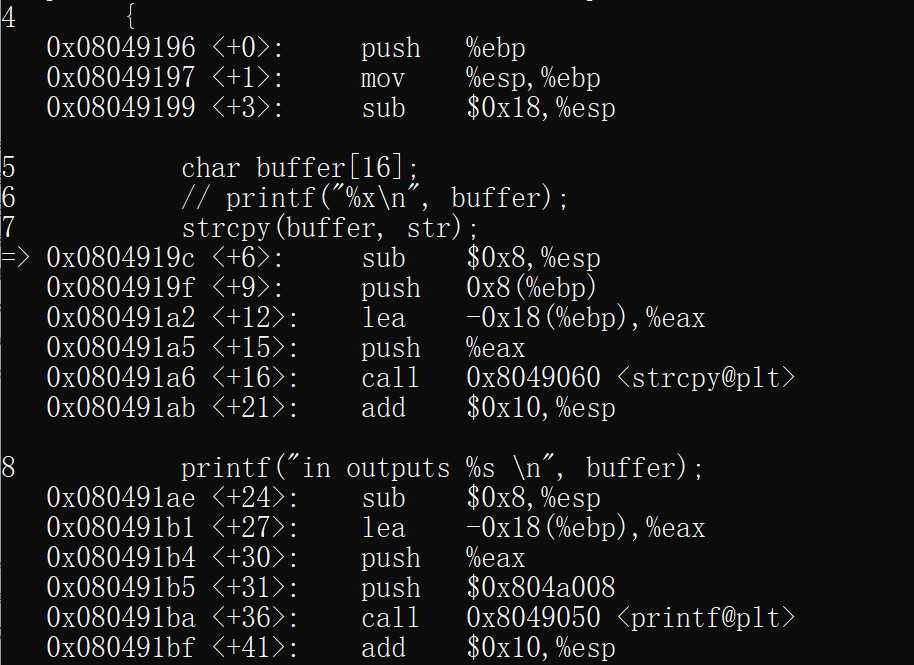 4 {
0x08049196 <+0>: push %ebp
0x08049197 <+1>: mov %esp,%ebp
0x08049199 <+3>: sub $0x18,%esp
5 char buffer[16];
6 // printf("%x\n", buffer);
7 strcpy(buffer, str);
=> 0x0804919c <+6>: sub $0x8,%esp
0x0804919f <+9>: push 0x8(%ebp)
0x080491a2 <+12>: lea -0x18(%ebp),%eax
0x080491a5 <+15>: push %eax
0x080491a6 <+16>: call 0x8049060 <strcpy@plt>
0x080491ab <+21>: add $0x10,%esp
8 printf("in outputs %s \n", buffer);
0x080491ae <+24>: sub $0x8,%esp
0x080491b1 <+27>: lea -0x18(%ebp),%eax
0x080491b4 <+30>: push %eax
0x080491b5 <+31>: push $0x804a008
0x080491ba <+36>: call 0x8049050 <printf@plt>
0x080491bf <+41>: add $0x10,%esp